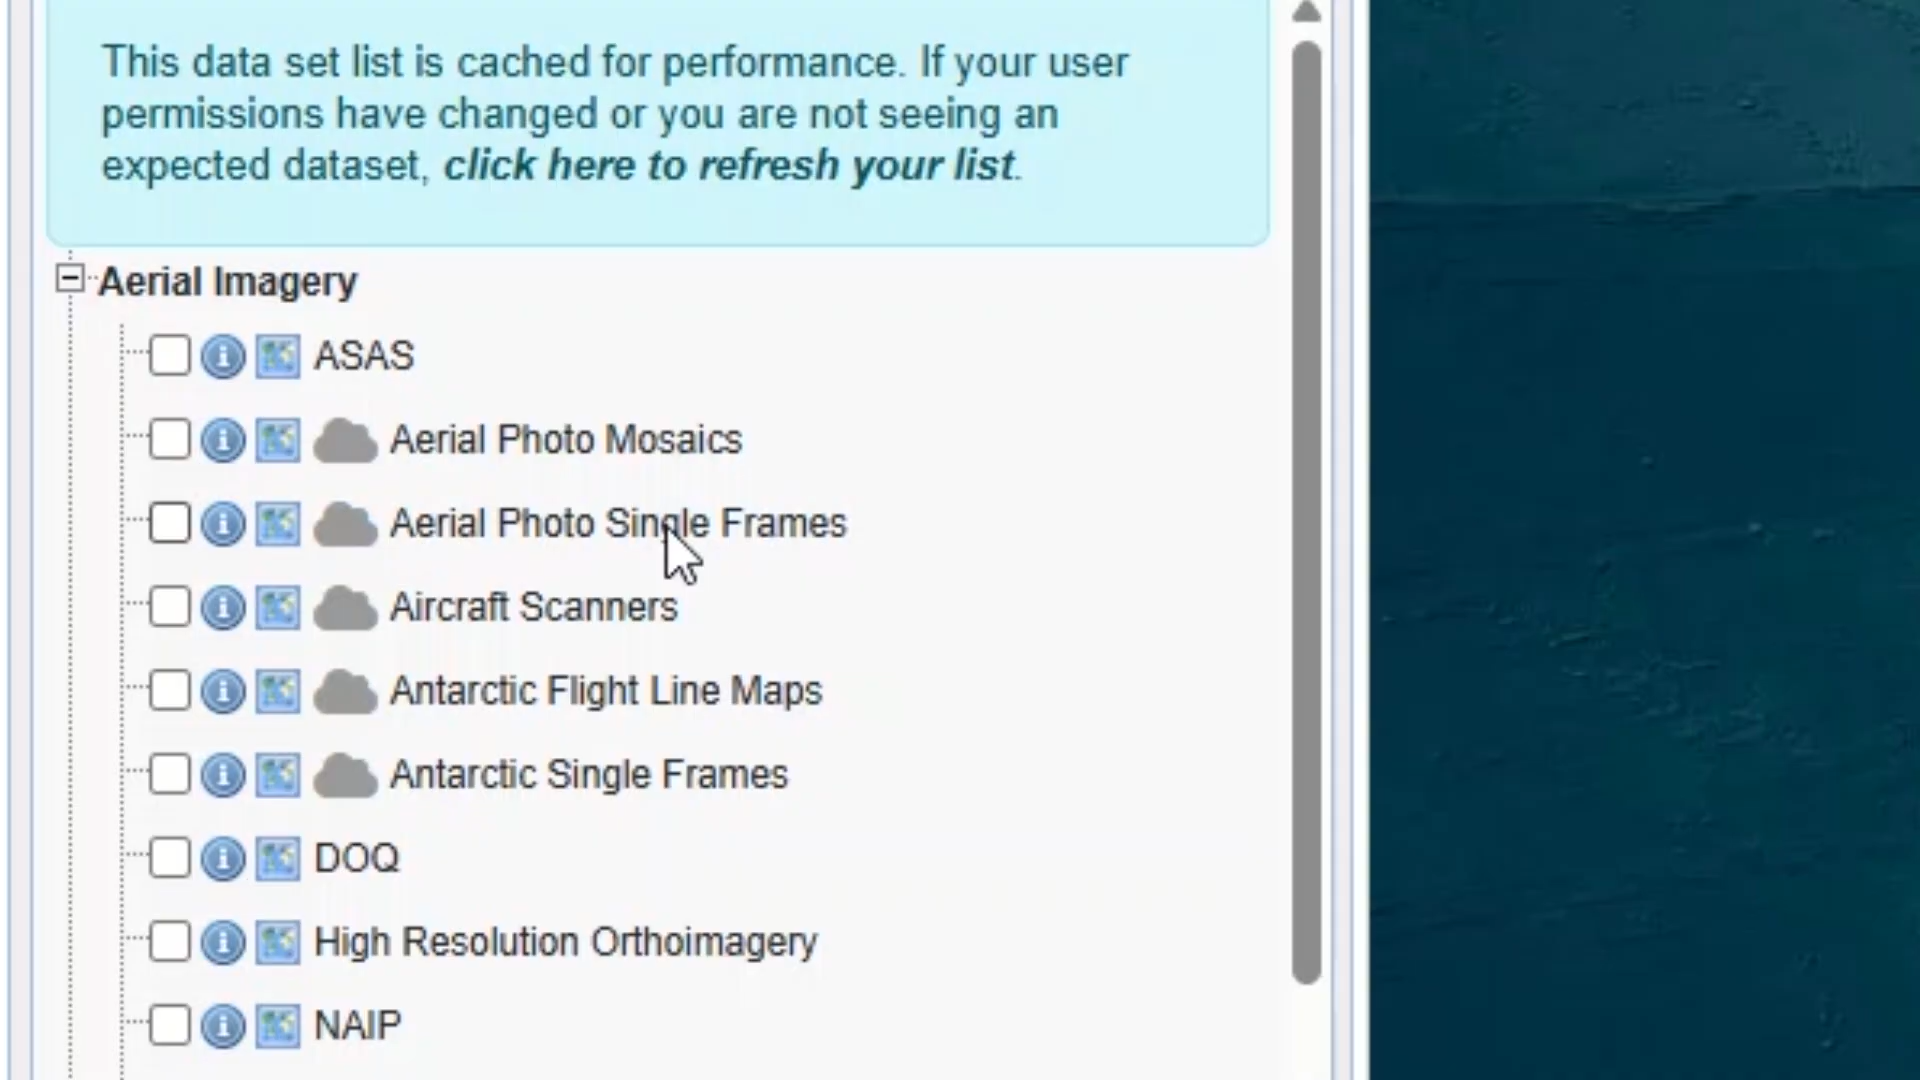 This data set list is cached for performance. If your user
permissions have changed or you are not seeing an
expected dataset, click here to refresh your list.
Aerial Imagery
ASAS
Aerial Photo Mosaics
Aerial Photo Single Frames
Aircraft Scanners
Antarctic Flight Line Maps
Antarctic Single Frames
DOQ
High Resolution Orthoimagery
NAIP